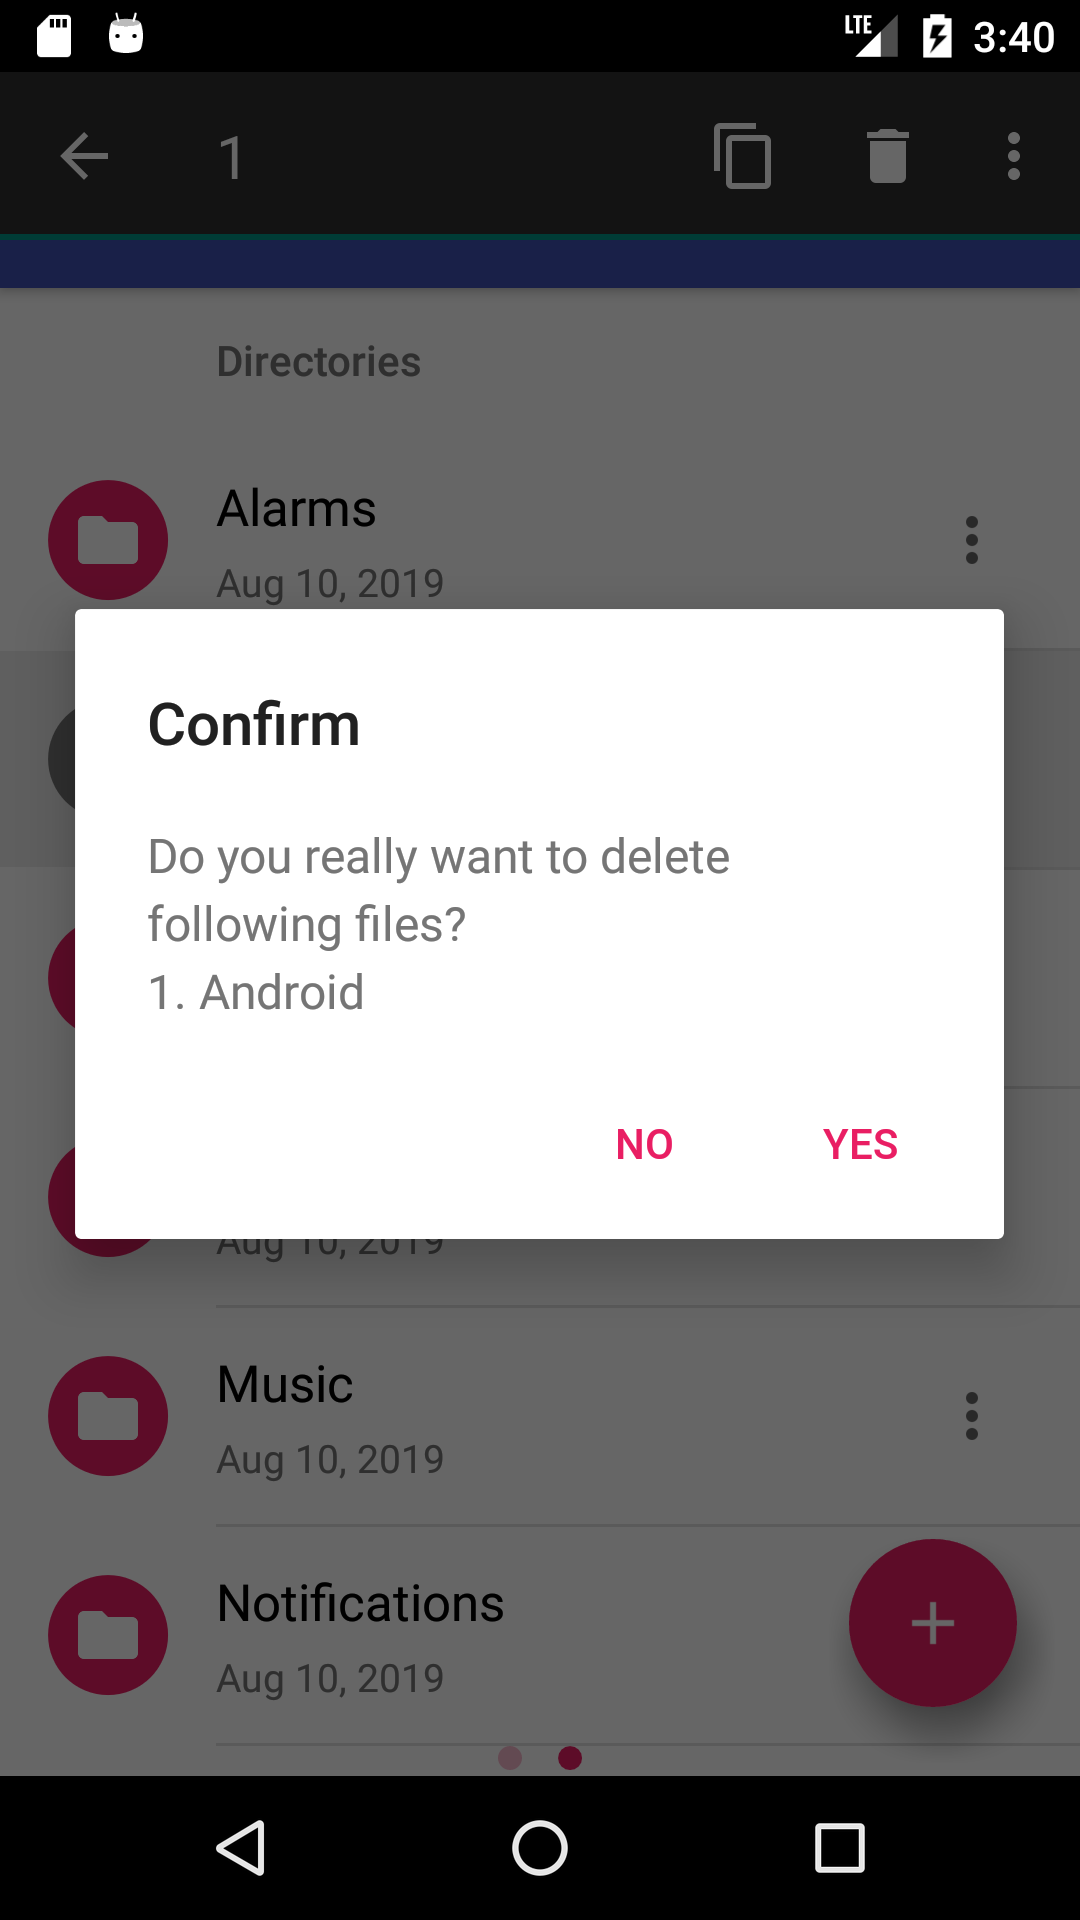 LTE 3:40
1
Directories
Alarms
Aug 10, 2019
Confirm
Do you really want to delete
following files?
1. Android
NO YES
Aug 10, 2019
Music
Aug 10, 2019
Notifications
Aug 10, 2019